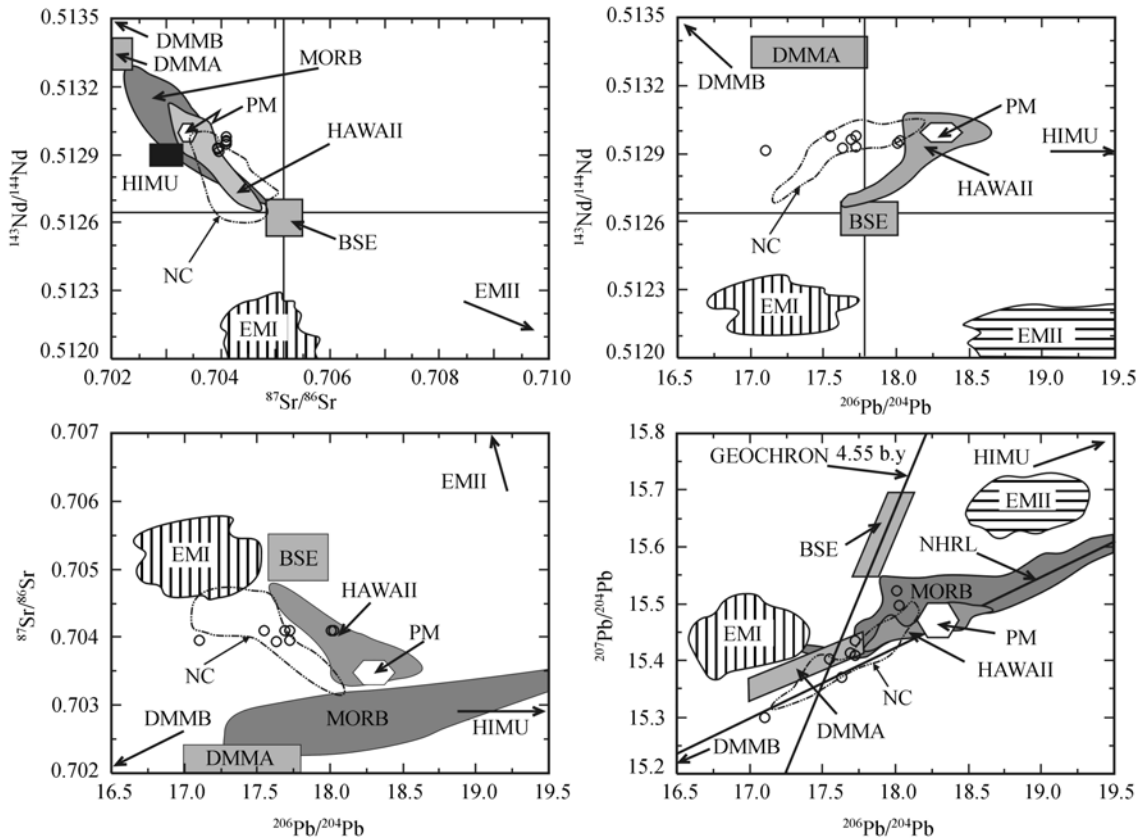 0.5135
DMMB
DMMA
MORB
PM
HAWAII
HIMU
NC
BSE
EMI
EMII
0.5132
0.5129
0.5126
0.5123
0.5120
¹⁴³Nd/¹⁴⁴Nd
0.702 0.704 0.706 0.708 0.710
⁸⁷Sr/⁸⁶Sr
0.5135
DMMA
DMMB
PM
HIMU
HAWAII
NC
BSE
EMI
EMII
0.5132
0.5129
0.5126
0.5123
0.5120
¹⁴³Nd/¹⁴⁴Nd
16.5 17.0 17.5 18.0 18.5 19.0 19.5
²⁰⁶Pb/²⁰⁴Pb
0.707
EMII
0.706
EMI
BSE
0.705
HAWAII
PM
0.704
NC
0.703
DMMB
MORB
HIMU
DMMA
0.702
⁸⁷Sr/⁸⁶Sr
16.5 17.0 17.5 18.0 18.5 19.0 19.5
²⁰⁶Pb/²⁰⁴Pb
15.8
GEOCHRON 4.55 b.y
HIMU
15.7
EMII
BSE
NHRL
15.6
MORB
15.5
EMI
PM
HAWAII
15.4
NC
15.3
DMMB
DMMA
15.2
²⁰⁷Pb/²⁰⁴Pb
16.5 17.0 17.5 18.0 18.5 19.0 19.5
²⁰⁶Pb/²⁰⁴Pb